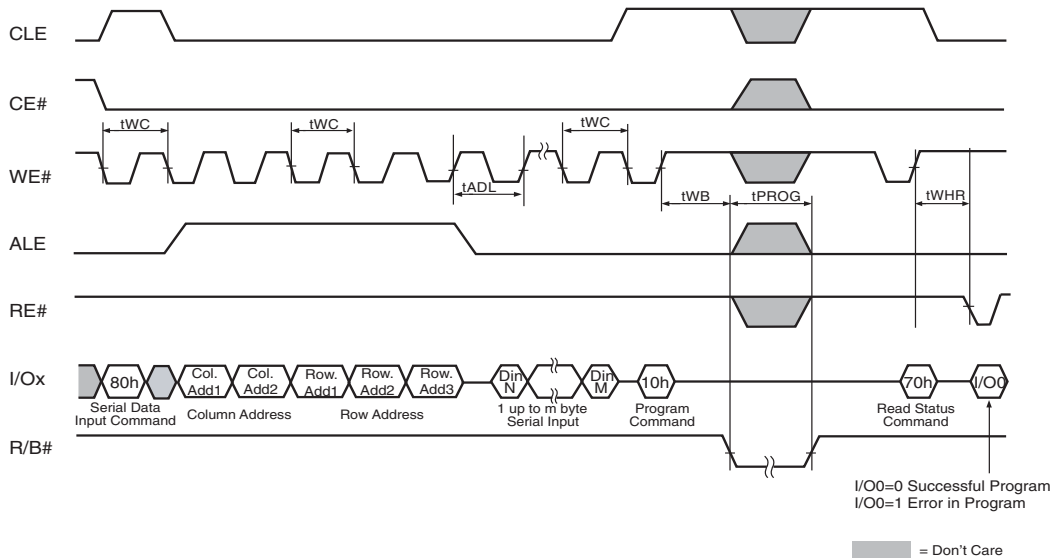 CLE
CE#
tWC
tWC
tWC
WE#
tADL
tWB
tPROG
tWHR
ALE
RE#
I/Ox
80h
Col.
Add1
Col.
Add2
Row.
Add1
Row.
Add2
Row.
Add3
Din
N
Din
M
10h
70h
I/O0
Serial Data
Input Command
Column Address
Row Address
1 up to m byte
Serial Input
Program
Command
Read Status
Command
R/B#
I/O0=0 Successful Program
I/O0=1 Error in Program
= Don't Care